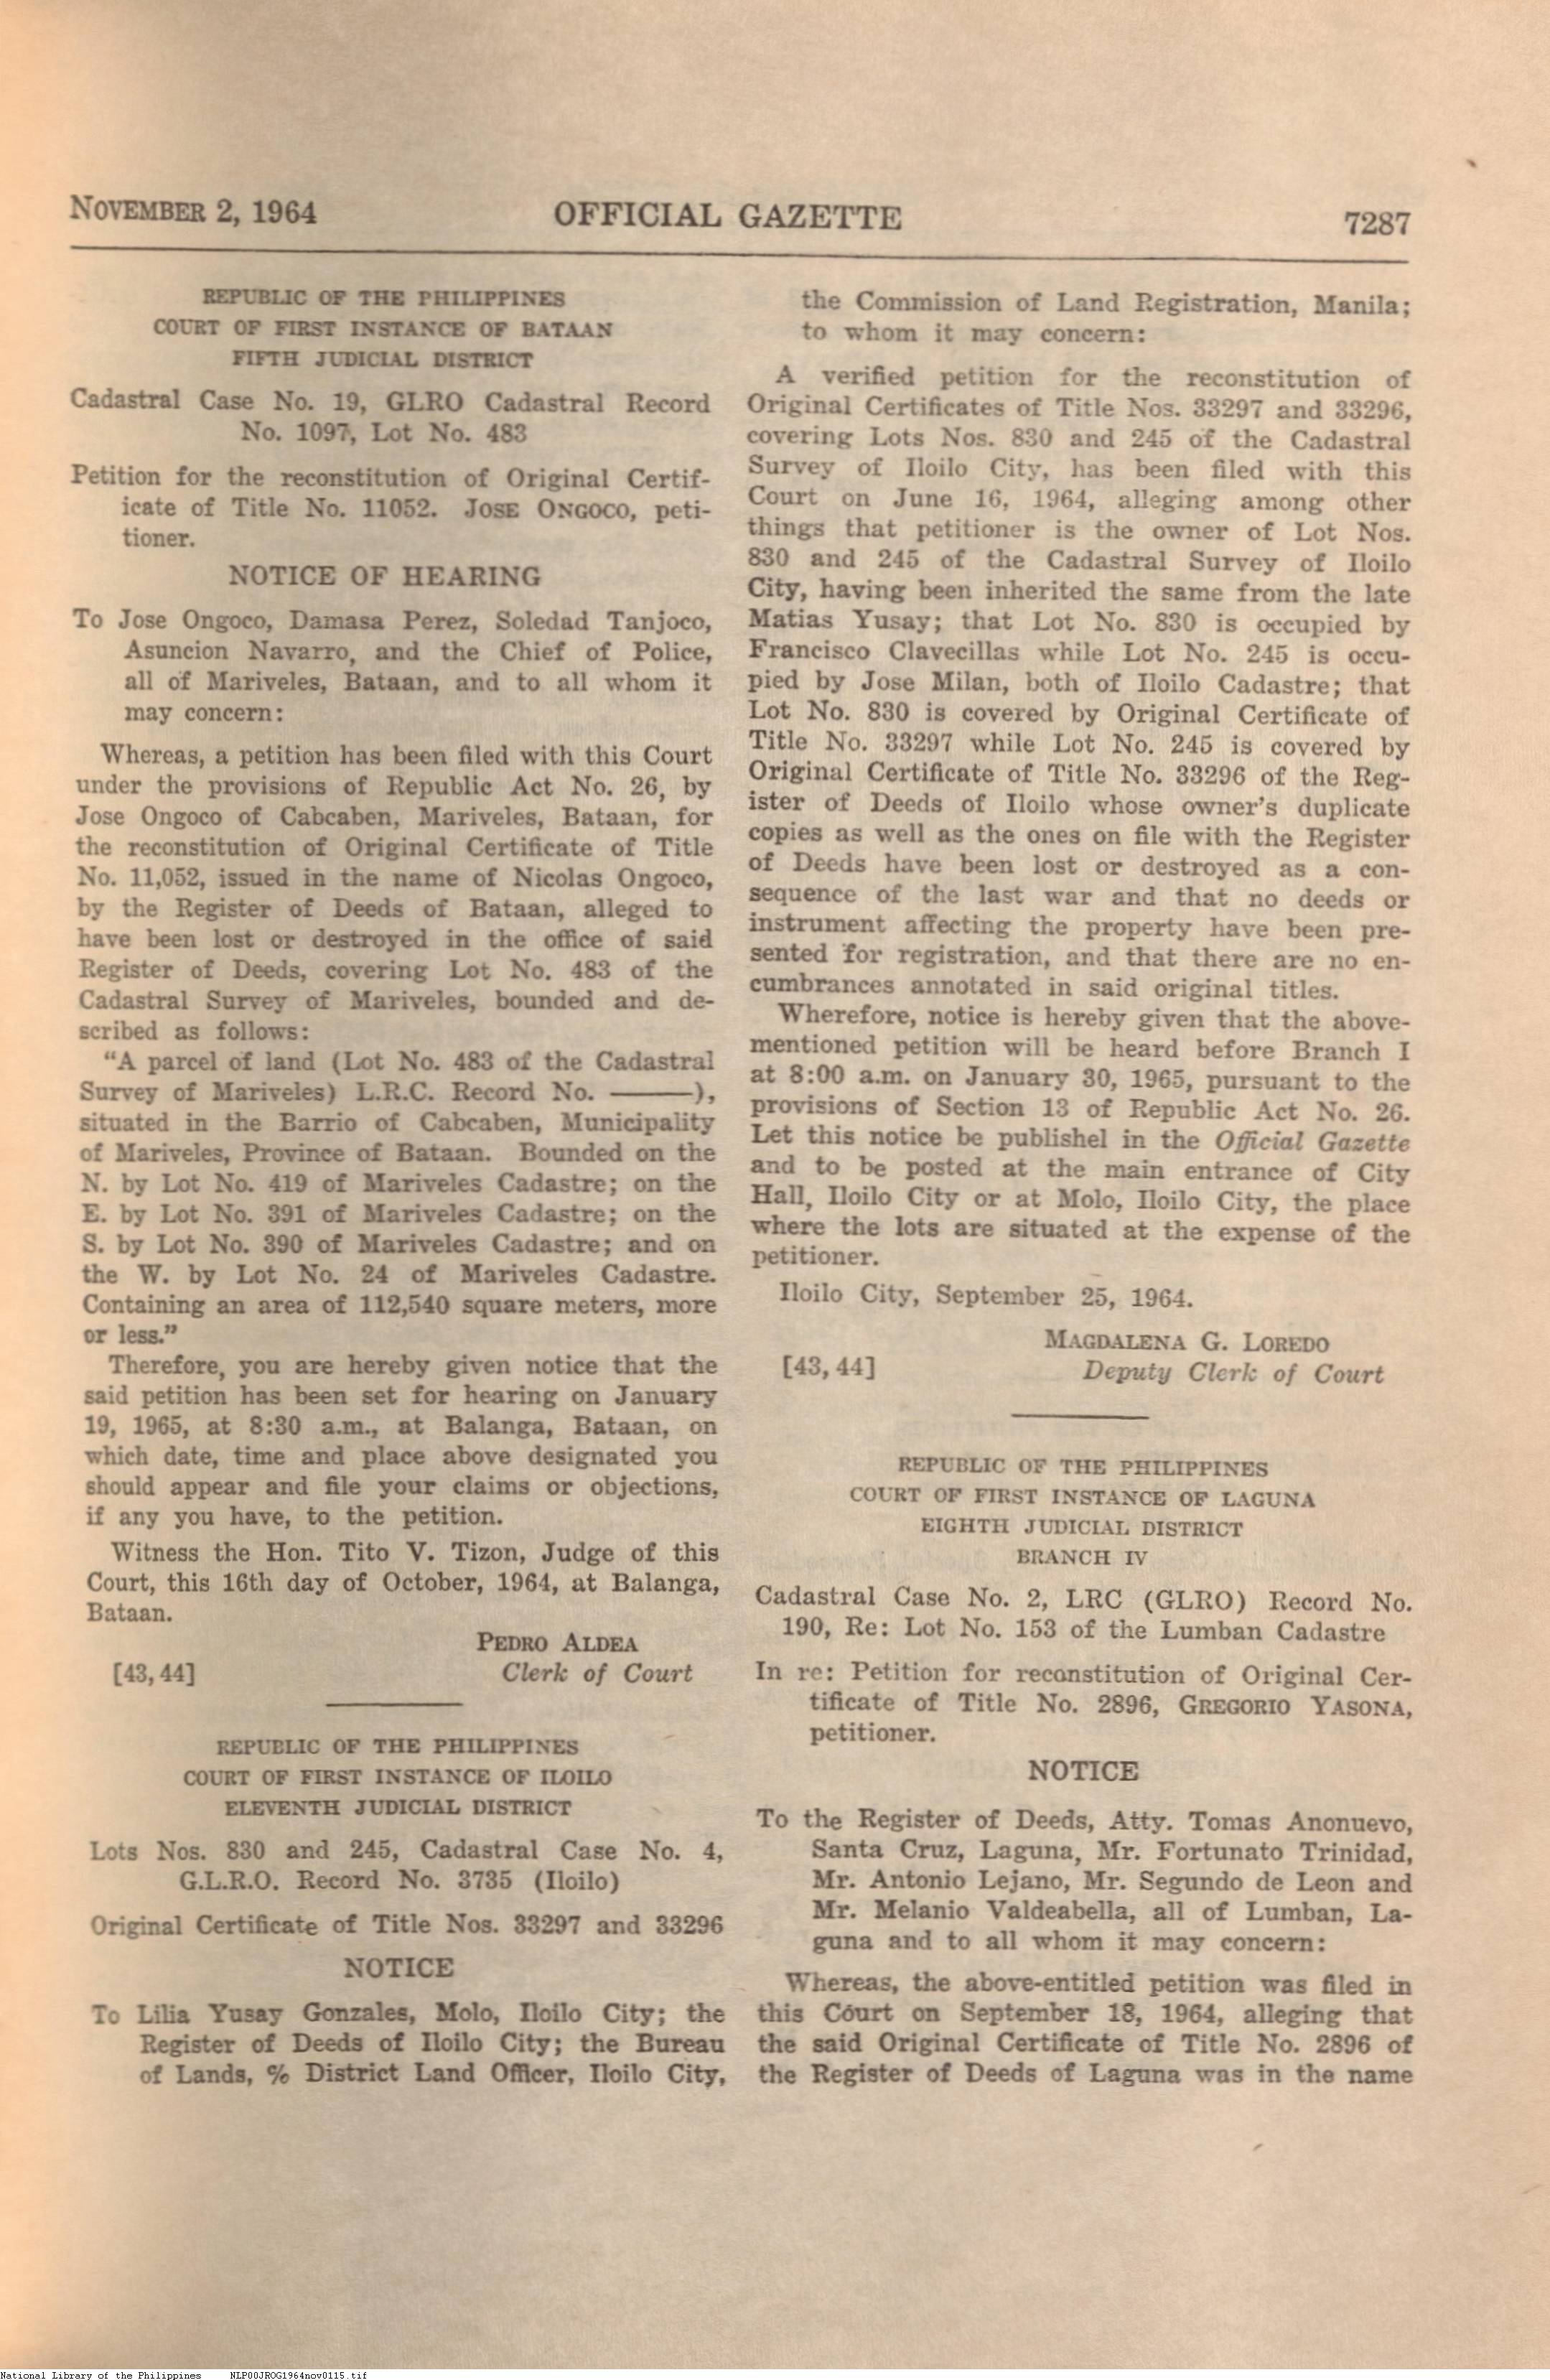 NOVEMBER 2, 1964 OFFICIAL GAZETTE 7287
REPUBLIC OF THE PHILIPPINES
COURT OF FIRST INSTANCE OF BATAAN
FIFTH JUDICIAL DISTRICT
Cadastral Case No. 19, GLRO Cadastral Record
No. 1097, Lot No. 483
Petition for the reconstitution of Original Certif-
icate of Title No. 11052. JOSE ONGOCO, peti-
tioner.
NOTICE OF HEARING
To Jose Ongoco, Damasa Perez, Soledad Tanjoco,
Asuncion Navarro, and the Chief of Police,
all of Mariveles, Bataan, and to all whom it
may concern:
Whereas, a petition has been filed with this Court
under the provisions of Republic Act No. 26, by
Jose Ongoco of Cabcaben, Mariveles, Bataan, for
the reconstitution of Original Certificate of Title
No. 11,052, issued in the name of Nicolas Ongoco,
by the Register of Deeds of Bataan, alleged to
have been lost or destroyed in the office of said
Register of Deeds, covering Lot No. 483 of the
Cadastral Survey of Mariveles, bounded and de-
scribed as follows:
"A parcel of land (Lot No. 483 of the Cadastral
Survey of Mariveles) L.R.C. Record No. ———),
situated in the Barrio of Cabcaben, Municipality
of Mariveles, Province of Bataan. Bounded on the
N. by Lot No. 419 of Mariveles Cadastre; on the
E. by Lot No. 391 of Mariveles Cadastre; on the
S. by Lot No. 390 of Mariveles Cadastre; and on
the W. by Lot No. 24 of Mariveles Cadastre.
Containing an area of 112,540 square meters, more
or less."
Therefore, you are hereby given notice that the
said petition has been set for hearing on January
19, 1965, at 8:30 a.m., at Balanga, Bataan, on
which date, time and place above designated you
should appear and file your claims or objections,
if any you have, to the petition.
Witness the Hon. Tito V. Tizon, Judge of this
Court, this 16th day of October, 1964, at Balanga,
Bataan.
PEDRO ALDEA
[43, 44] Clerk of Court
REPUBLIC OF THE PHILIPPINES
COURT OF FIRST INSTANCE OF ILOILO
ELEVENTH JUDICIAL DISTRICT
Lots Nos. 830 and 245, Cadastral Case No. 4,
G.L.R.O. Record No. 3735 (Iloilo)
Original Certificate of Title Nos. 33297 and 33296
NOTICE
To Lilia Yusay Gonzales, Molo, Iloilo City; the
Register of Deeds of Iloilo City; the Bureau
of Lands, % District Land Officer, Iloilo City,
the Commission of Land Registration, Manila;
to whom it may concern:
A verified petition for the reconstitution of
Original Certificates of Title Nos. 33297 and 33296,
covering Lots Nos. 830 and 245 of the Cadastral
Survey of Iloilo City, has been filed with this
Court on June 16, 1964, alleging among other
things that petitioner is the owner of Lot Nos.
830 and 245 of the Cadastral Survey of Iloilo
City, having been inherited the same from the late
Matias Yusay; that Lot No. 830 is occupied by
Francisco Clavecillas while Lot No. 245 is occu-
pied by Jose Milan, both of Iloilo Cadastre; that
Lot No. 830 is covered by Original Certificate of
Title No. 33297 while Lot No. 245 is covered by
Original Certificate of Title No. 33296 of the Reg-
ister of Deeds of Iloilo whose owner's duplicate
copies as well as the ones on file with the Register
of Deeds have been lost or destroyed as a con-
sequence of the last war and that no deeds or
instrument affecting the property have been pre-
sented for registration, and that there are no en-
cumbrances annotated in said original titles.
Wherefore, notice is hereby given that the above-
mentioned petition will be heard before Branch I
at 8:00 a.m. on January 30, 1965, pursuant to the
provisions of Section 13 of Republic Act No. 26.
Let this notice be publishel in the Official Gazette
and to be posted at the main entrance of City
Hall, Iloilo City or at Molo, Iloilo City, the place
where the lots are situated at the expense of the
petitioner.
Iloilo City, September 25, 1964.
MAGDALENA G. LOREDO
[43, 44] Deputy Clerk of Court
REPUBLIC OF THE PHILIPPINES
COURT OF FIRST INSTANCE OF LAGUNA
EIGHTH JUDICIAL DISTRICT
BRANCH IV
Cadastral Case No. 2, LRC (GLRO) Record No.
190, Re: Lot No. 153 of the Lumban Cadastre
In re: Petition for reconstitution of Original Cer-
tificate of Title No. 2896, GREGORIO YASONA,
petitioner.
NOTICE
To the Register of Deeds, Atty. Tomas Anonuevo,
Santa Cruz, Laguna, Mr. Fortunato Trinidad,
Mr. Antonio Lejano, Mr. Segundo de Leon and
Mr. Melanio Valdeabella, all of Lumban, La-
guna and to all whom it may concern:
Whereas, the above-entitled petition was filed in
this Court on September 18, 1964, alleging that
the said Original Certificate of Title No. 2896 of
the Register of Deeds of Laguna was in the name
National Library of the Philippines NLP00JROG1964nov0115.tif